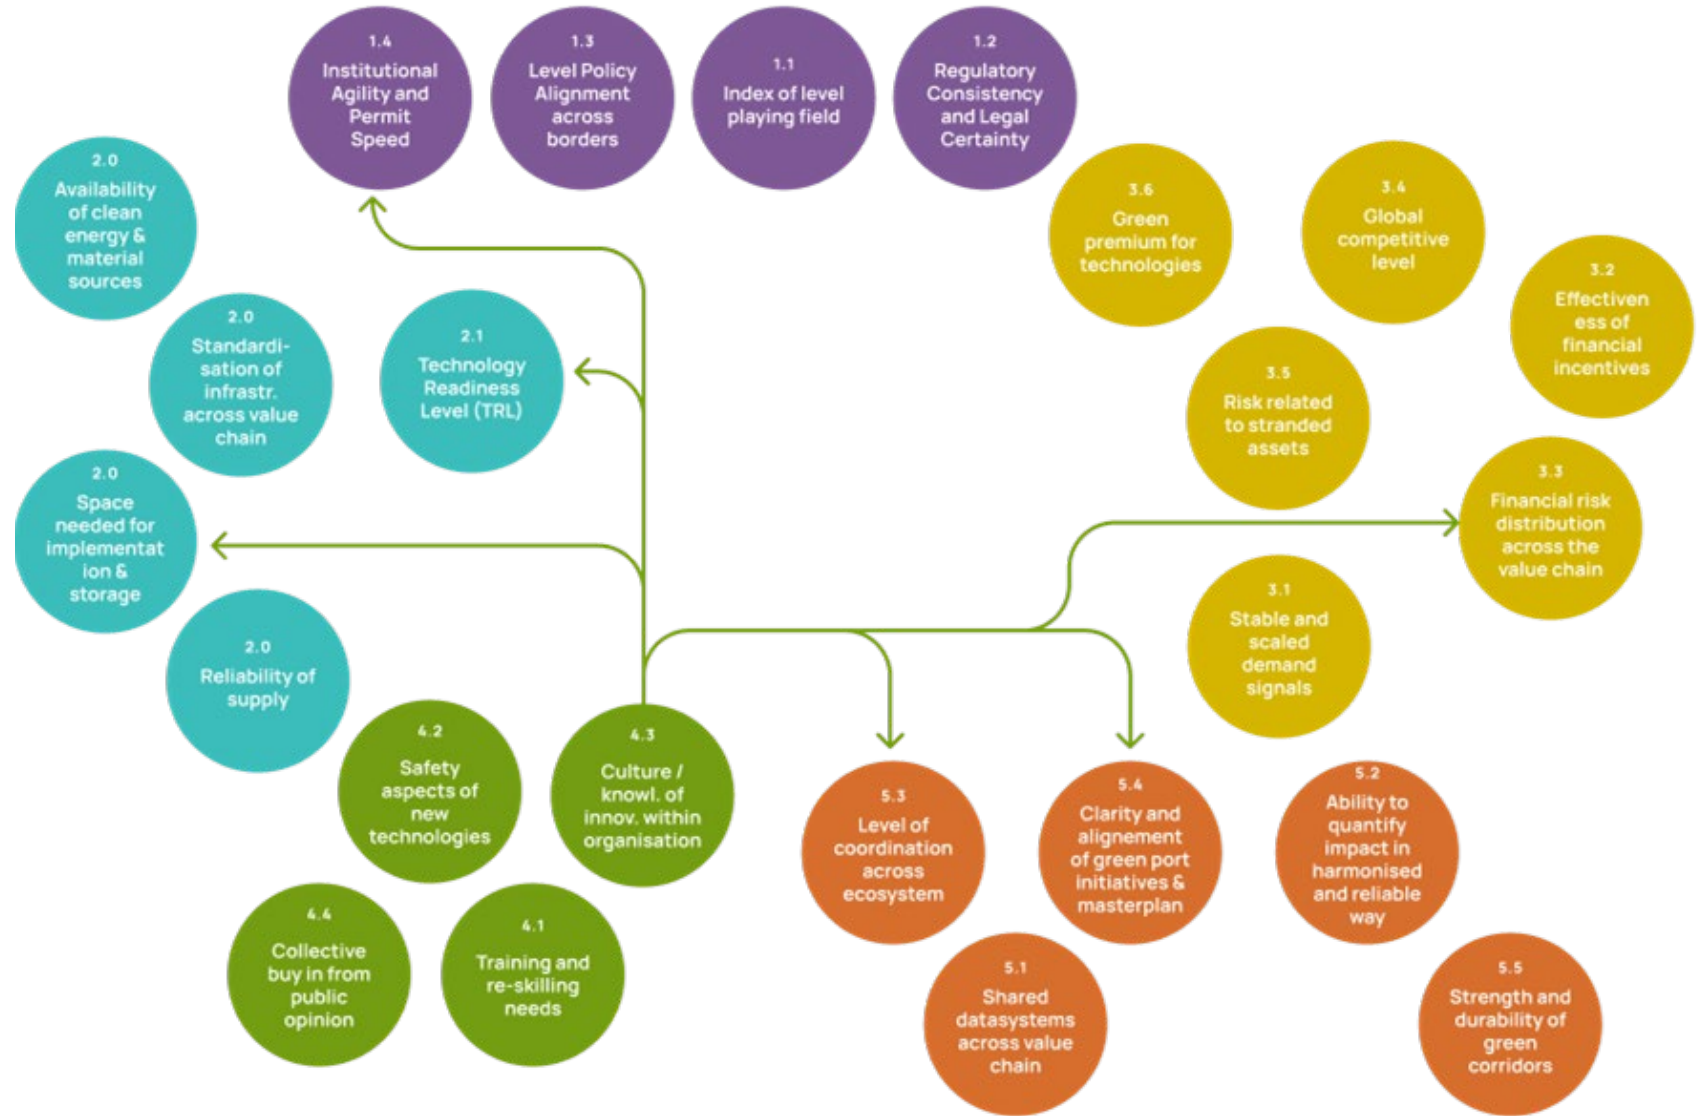 1.4
Institutional
Agility and
Permit
Speed
1.3
Level Policy
Alignment
across
borders
1.1
Index of level
playing field
1.2
Regulatory
Consistency
and Legal
Certainty
2.0
Availability
of clean
energy &
material
sources
2.0
Standardi-
sation of
infrastr.
across value
chain
2.1
Technology
Readiness
Level (TRL)
2.0
Space
needed for
implementat
ion &
storage
2.0
Reliability of
supply
3.6
Green
premium for
technologies
3.4
Global
competitive
level
3.2
Effectiven
ess of
financial
incentives
3.5
Risk related
to stranded
assets
3.3
Financial risk
distribution
across the
value chain
3.1
Stable and
scaled
demand
signals
4.2
Safety
aspects of
new
technologies
4.3
Culture /
knowl. of
innov. within
organisation
4.4
Collective
buy in from
public
opinion
4.1
Training and
re-skilling
needs
5.3
Level of
coordination
across
ecosystem
5.4
Clarity and
alignement
of green port
initiatives &
masterplan
5.2
Ability to
quantify
impact in
harmonised
and reliable
way
5.1
Shared
datasystems
across value
chain
5.5
Strength and
durability of
green
corridors